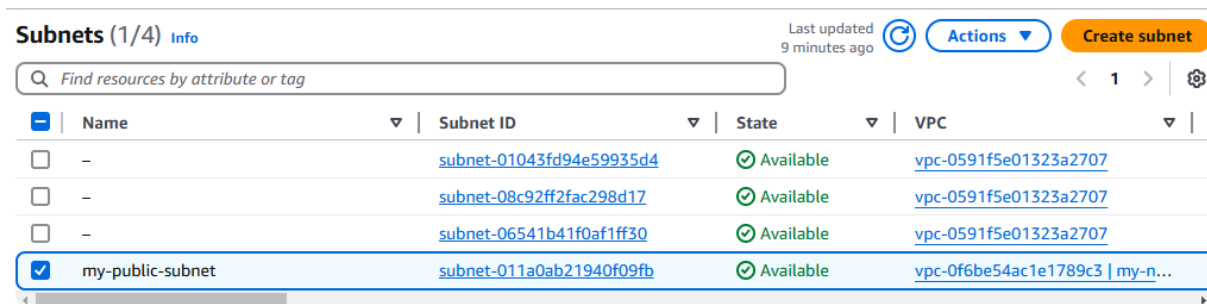 Subnets (1/4) Info
Last updated
9 minutes ago
Actions
Create subnet
Find resources by attribute or tag
1
Name Subnet ID State VPC
– subnet-01043fd94e59935d4 Available vpc-0591f5e01323a2707
– subnet-08c92ff2fac298d17 Available vpc-0591f5e01323a2707
– subnet-06541b41f0af1ff30 Available vpc-0591f5e01323a2707
my-public-subnet subnet-011a0ab21940f09fb Available vpc-0f6be54ac1e1789c3 | my-n...